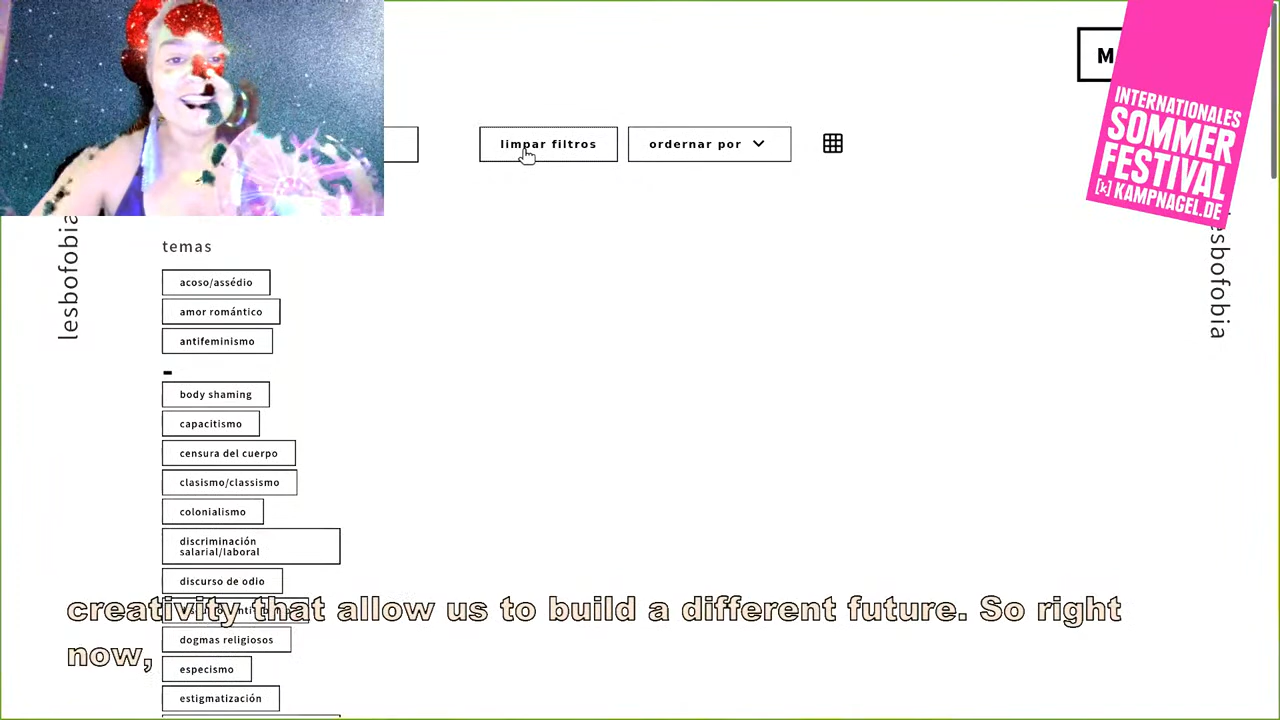 M
INTERNATIONALES
SOMMER
FESTIVAL
[k] KAMPNAGEL.DE
limpar filtros
ordernar por
lesbofobia
esbofobia
temas
acoso/assédio
amor romántico
antifeminismo
-
body shaming
capacitismo
censura del cuerpo
clasismo/classismo
colonialismo
discriminación
salarial/laboral
discurso de odio
creativity that allow us to build a different future. So right
now,
dogmas religiosos
especismo
estigmatización